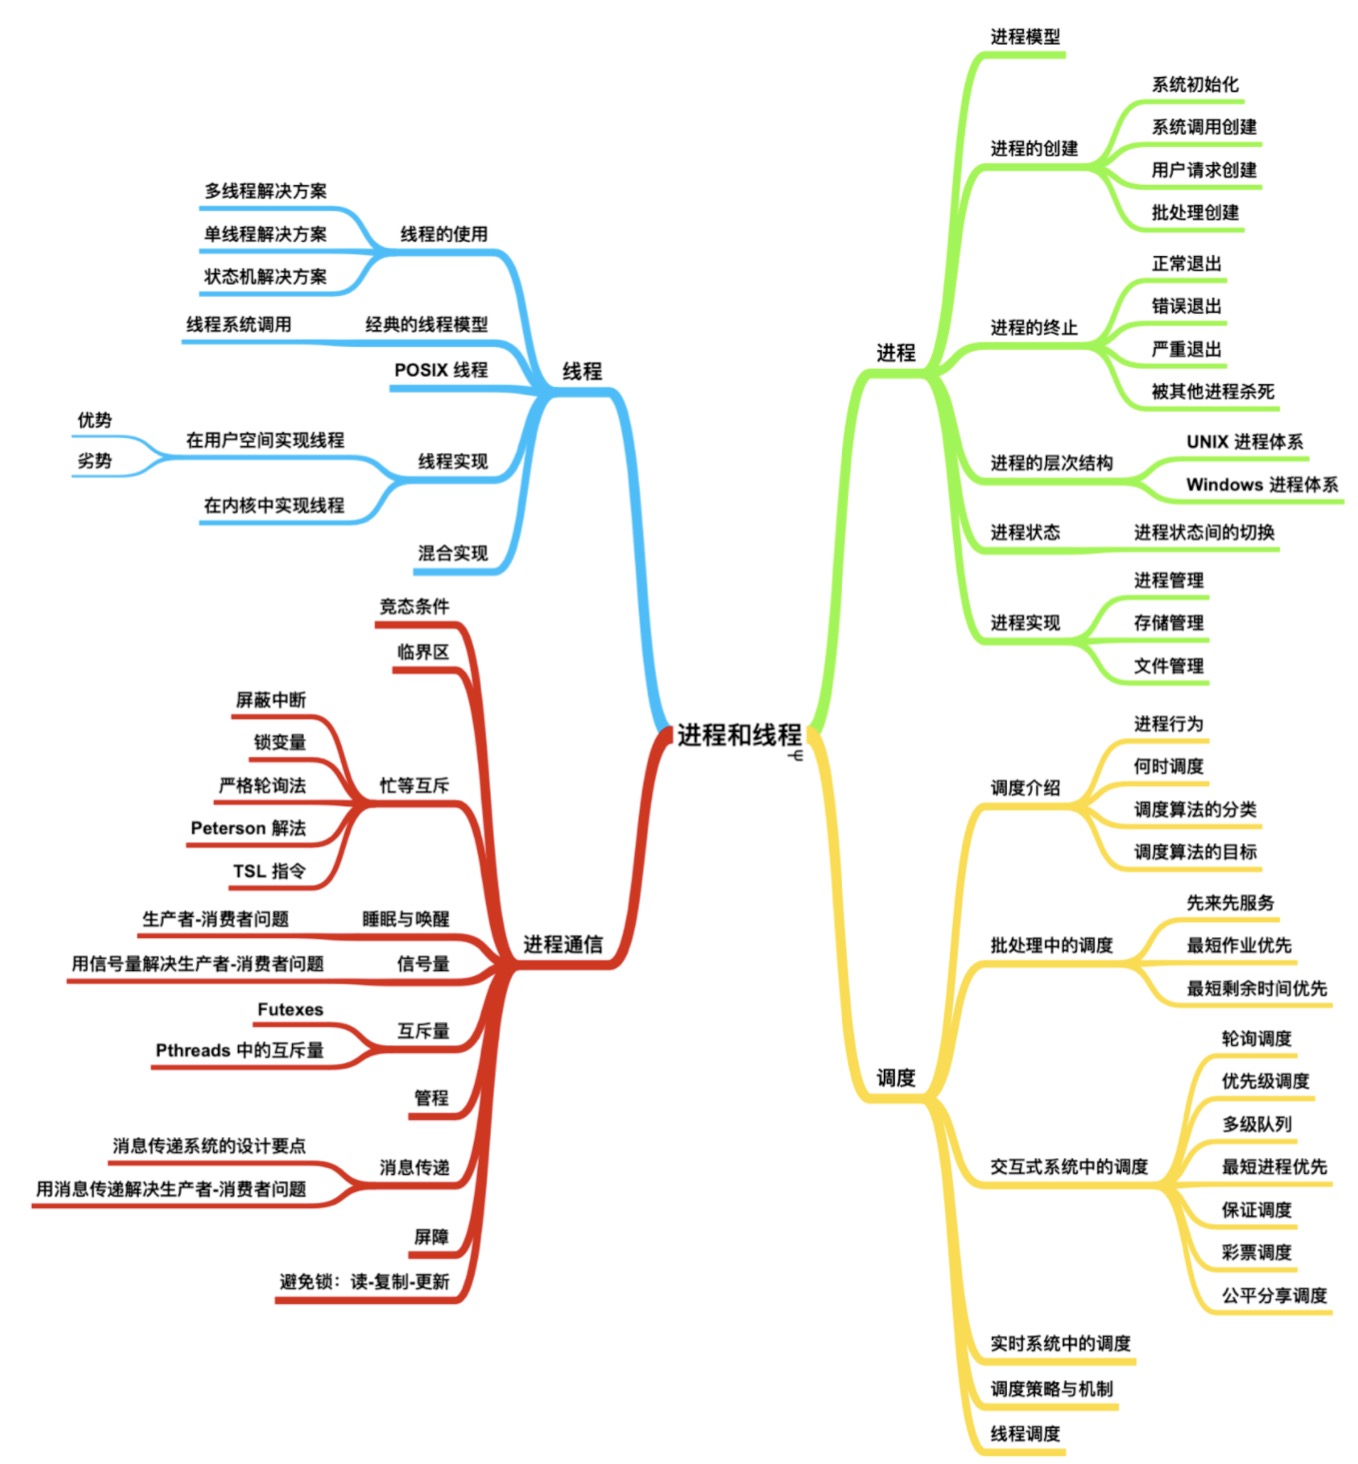 进程和线程
进程
进程模型
进程的创建
系统初始化
系统调用创建
用户请求创建
批处理创建
进程的终止
正常退出
错误退出
严重退出
被其他进程杀死
进程的层次结构
UNIX 进程体系
Windows 进程体系
进程状态
进程状态间的切换
进程实现
进程管理
存储管理
文件管理
调度
调度介绍
进程行为
何时调度
调度算法的分类
调度算法的目标
批处理中的调度
先来先服务
最短作业优先
最短剩余时间优先
交互式系统中的调度
轮询调度
优先级调度
多级队列
最短进程优先
保证调度
彩票调度
公平分享调度
实时系统中的调度
调度策略与机制
线程调度
线程
线程的使用
多线程解决方案
单线程解决方案
状态机解决方案
经典的线程模型
线程系统调用
POSIX 线程
线程实现
在用户空间实现线程
优势
劣势
在内核中实现线程
混合实现
进程通信
竞态条件
临界区
忙等互斥
屏蔽中断
锁变量
严格轮询法
Peterson 解法
TSL 指令
睡眠与唤醒
生产者-消费者问题
信号量
用信号量解决生产者-消费者问题
互斥量
Futexes
Pthreads 中的互斥量
管程
消息传递
消息传递系统的设计要点
用消息传递解决生产者-消费者问题
屏障
避免锁：读-复制-更新